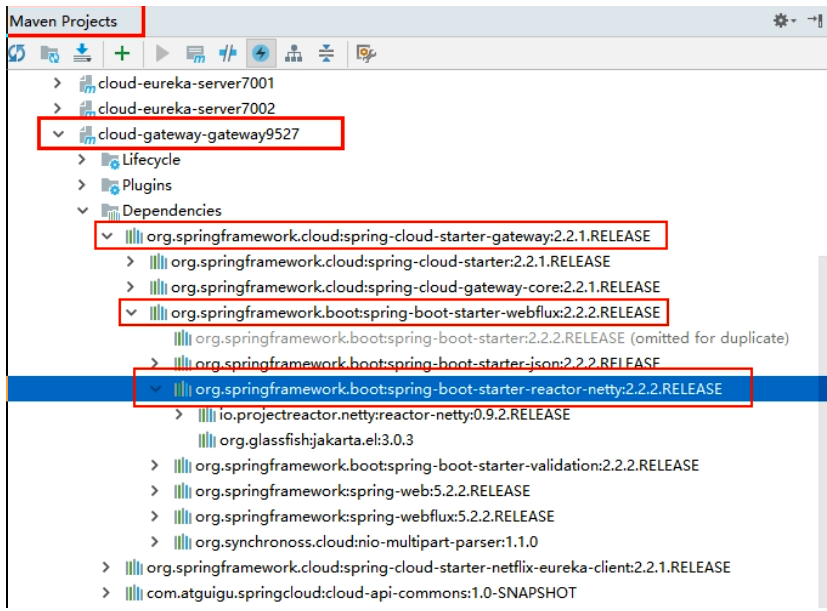 Maven Projects
cloud-eureka-server7001
cloud-eureka-server7002
cloud-gateway-gateway9527
Lifecycle
Plugins
Dependencies
org.springframework.cloud:spring-cloud-starter-gateway:2.2.1.RELEASE
org.springframework.cloud:spring-cloud-starter:2.2.1.RELEASE
org.springframework.cloud:spring-cloud-gateway-core:2.2.1.RELEASE
org.springframework.boot:spring-boot-starter-webflux:2.2.2.RELEASE
org.springframework.boot:spring-boot-starter:2.2.2.RELEASE (omitted for duplicate)
org.springframework.boot:spring-boot-starter-json:2.2.2.RELEASE
org.springframework.boot:spring-boot-starter-reactor-netty:2.2.2.RELEASE
io.projectreactor.netty:reactor-netty:0.9.2.RELEASE
org.glassfish:jakarta.el:3.0.3
org.springframework.boot:spring-boot-starter-validation:2.2.2.RELEASE
org.springframework:spring-web:5.2.2.RELEASE
org.springframework:spring-webflux:5.2.2.RELEASE
org.synchronoss.cloud:nio-multipart-parser:1.1.0
org.springframework.cloud:spring-cloud-starter-netflix-eureka-client:2.2.1.RELEASE
com.atguigu.springcloud:cloud-api-commons:1.0-SNAPSHOT